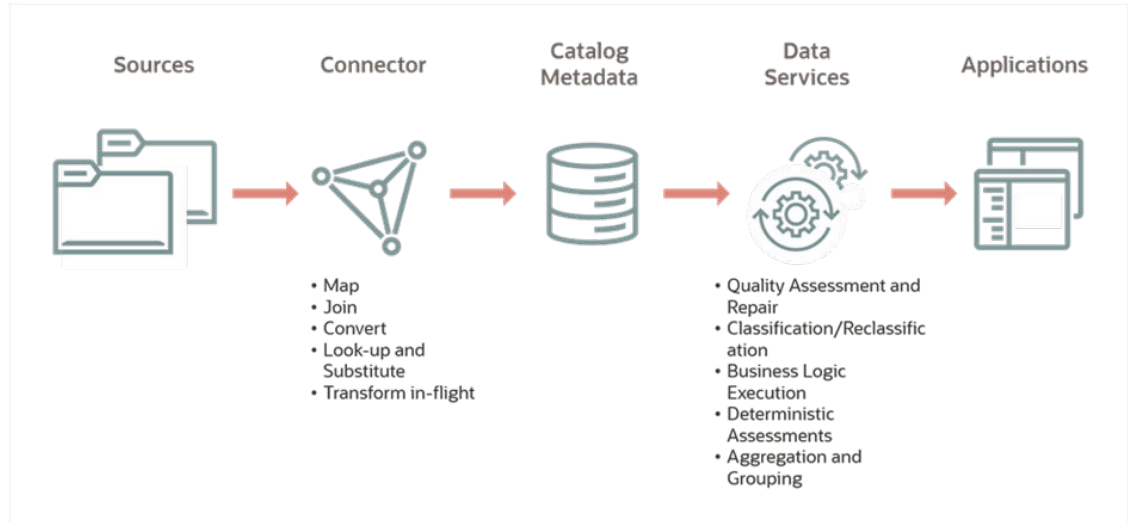 Sources
Connector
Catalog
Metadata
Data
Services
Applications
• Map
• Join
• Convert
• Look-up and
Substitute
• Transform in-flight
• Quality Assessment and
Repair
• Classification/Reclassific
ation
• Business Logic
Execution
• Deterministic
Assessments
• Aggregation and
Grouping